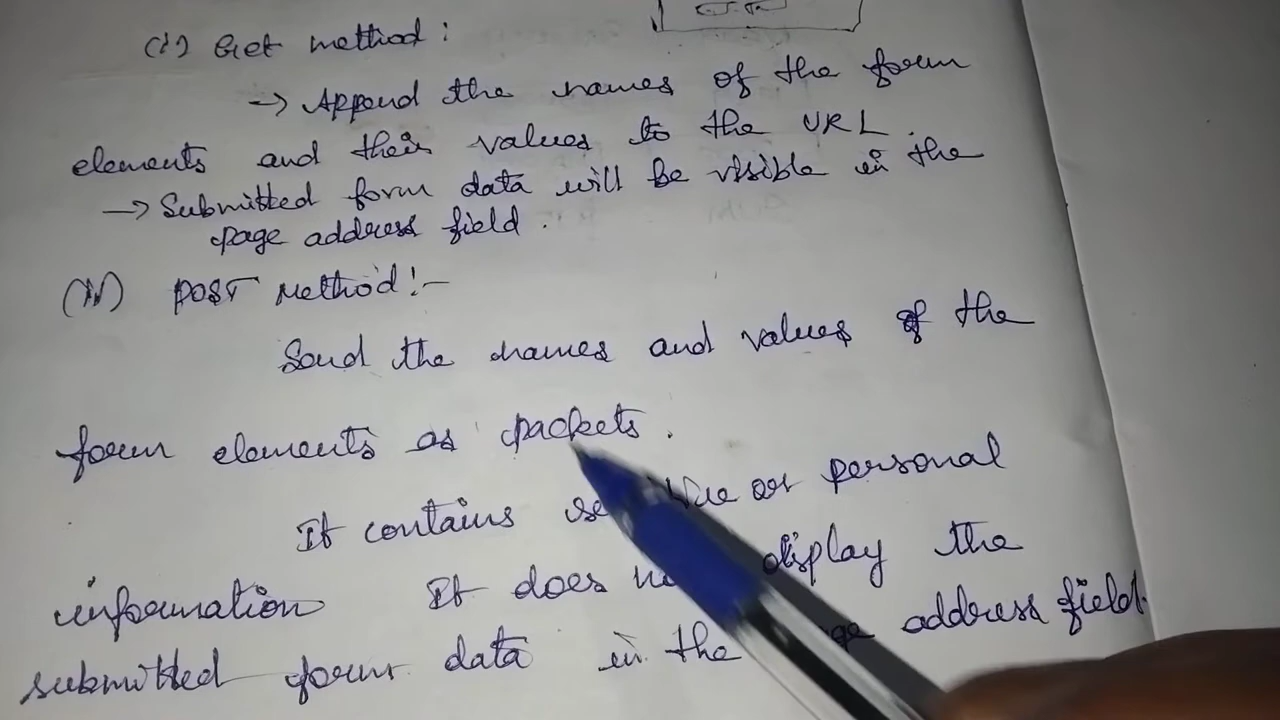 (i) Get method :
→ Append the names of the form
elements and their values to the URL.
→ Submitted form data will be visible in the
page address field.
(ii) POST Method:-
Send the names and values of the
form elements as packets.
It contains or personal
information It does display the
submitted form data in the address field.